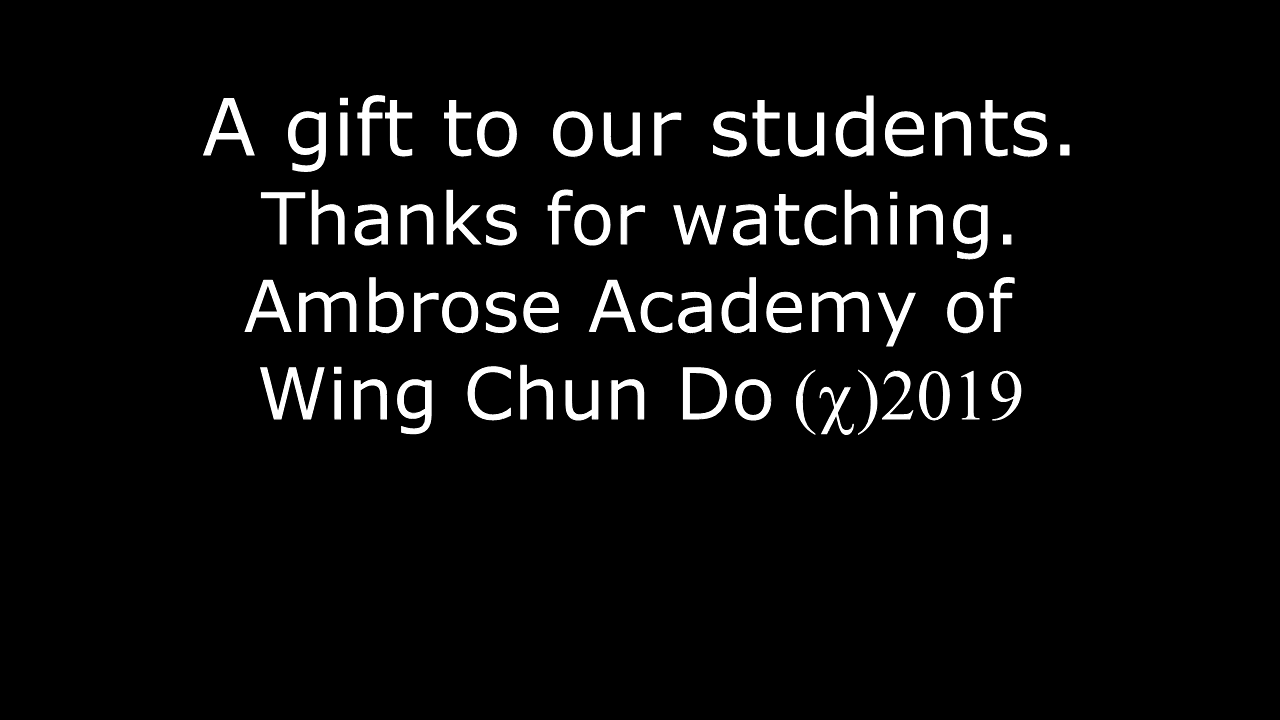 A gift to our students.
Thanks for watching.
Ambrose Academy of
Wing Chun Do (χ)2019